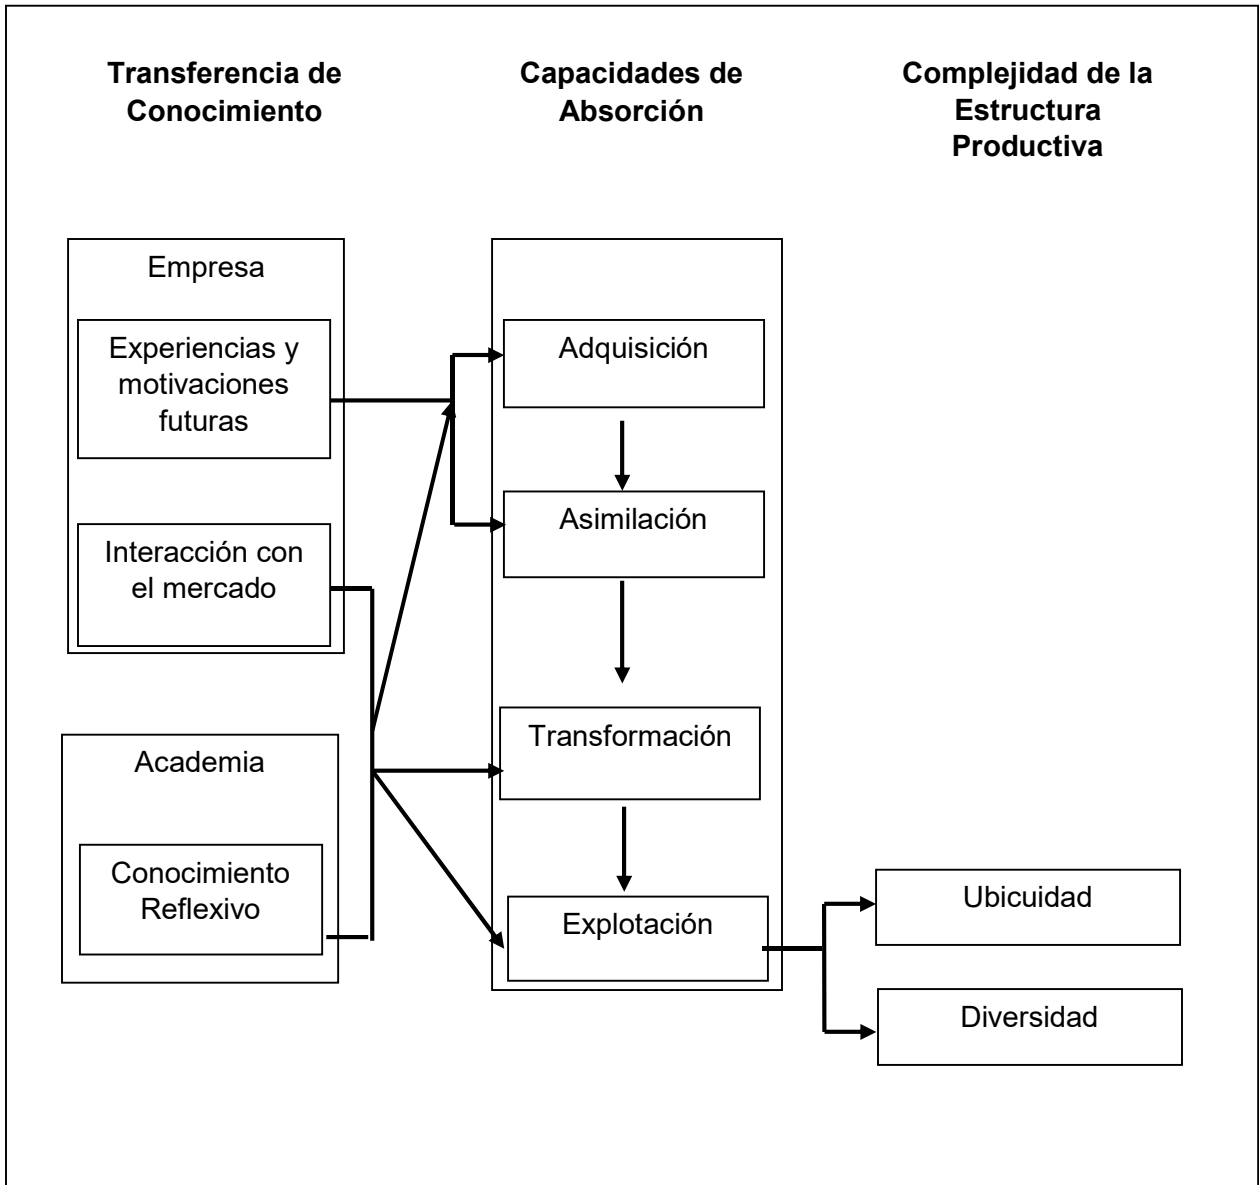 Transferencia de
Conocimiento
Capacidades de
Absorción
Complejidad de la
Estructura
Productiva
Empresa
Experiencias y
motivaciones
futuras
Interacción con
el mercado
Academia
Conocimiento
Reflexivo
Adquisición
Asimilación
Transformación
Explotación
Ubicuidad
Diversidad